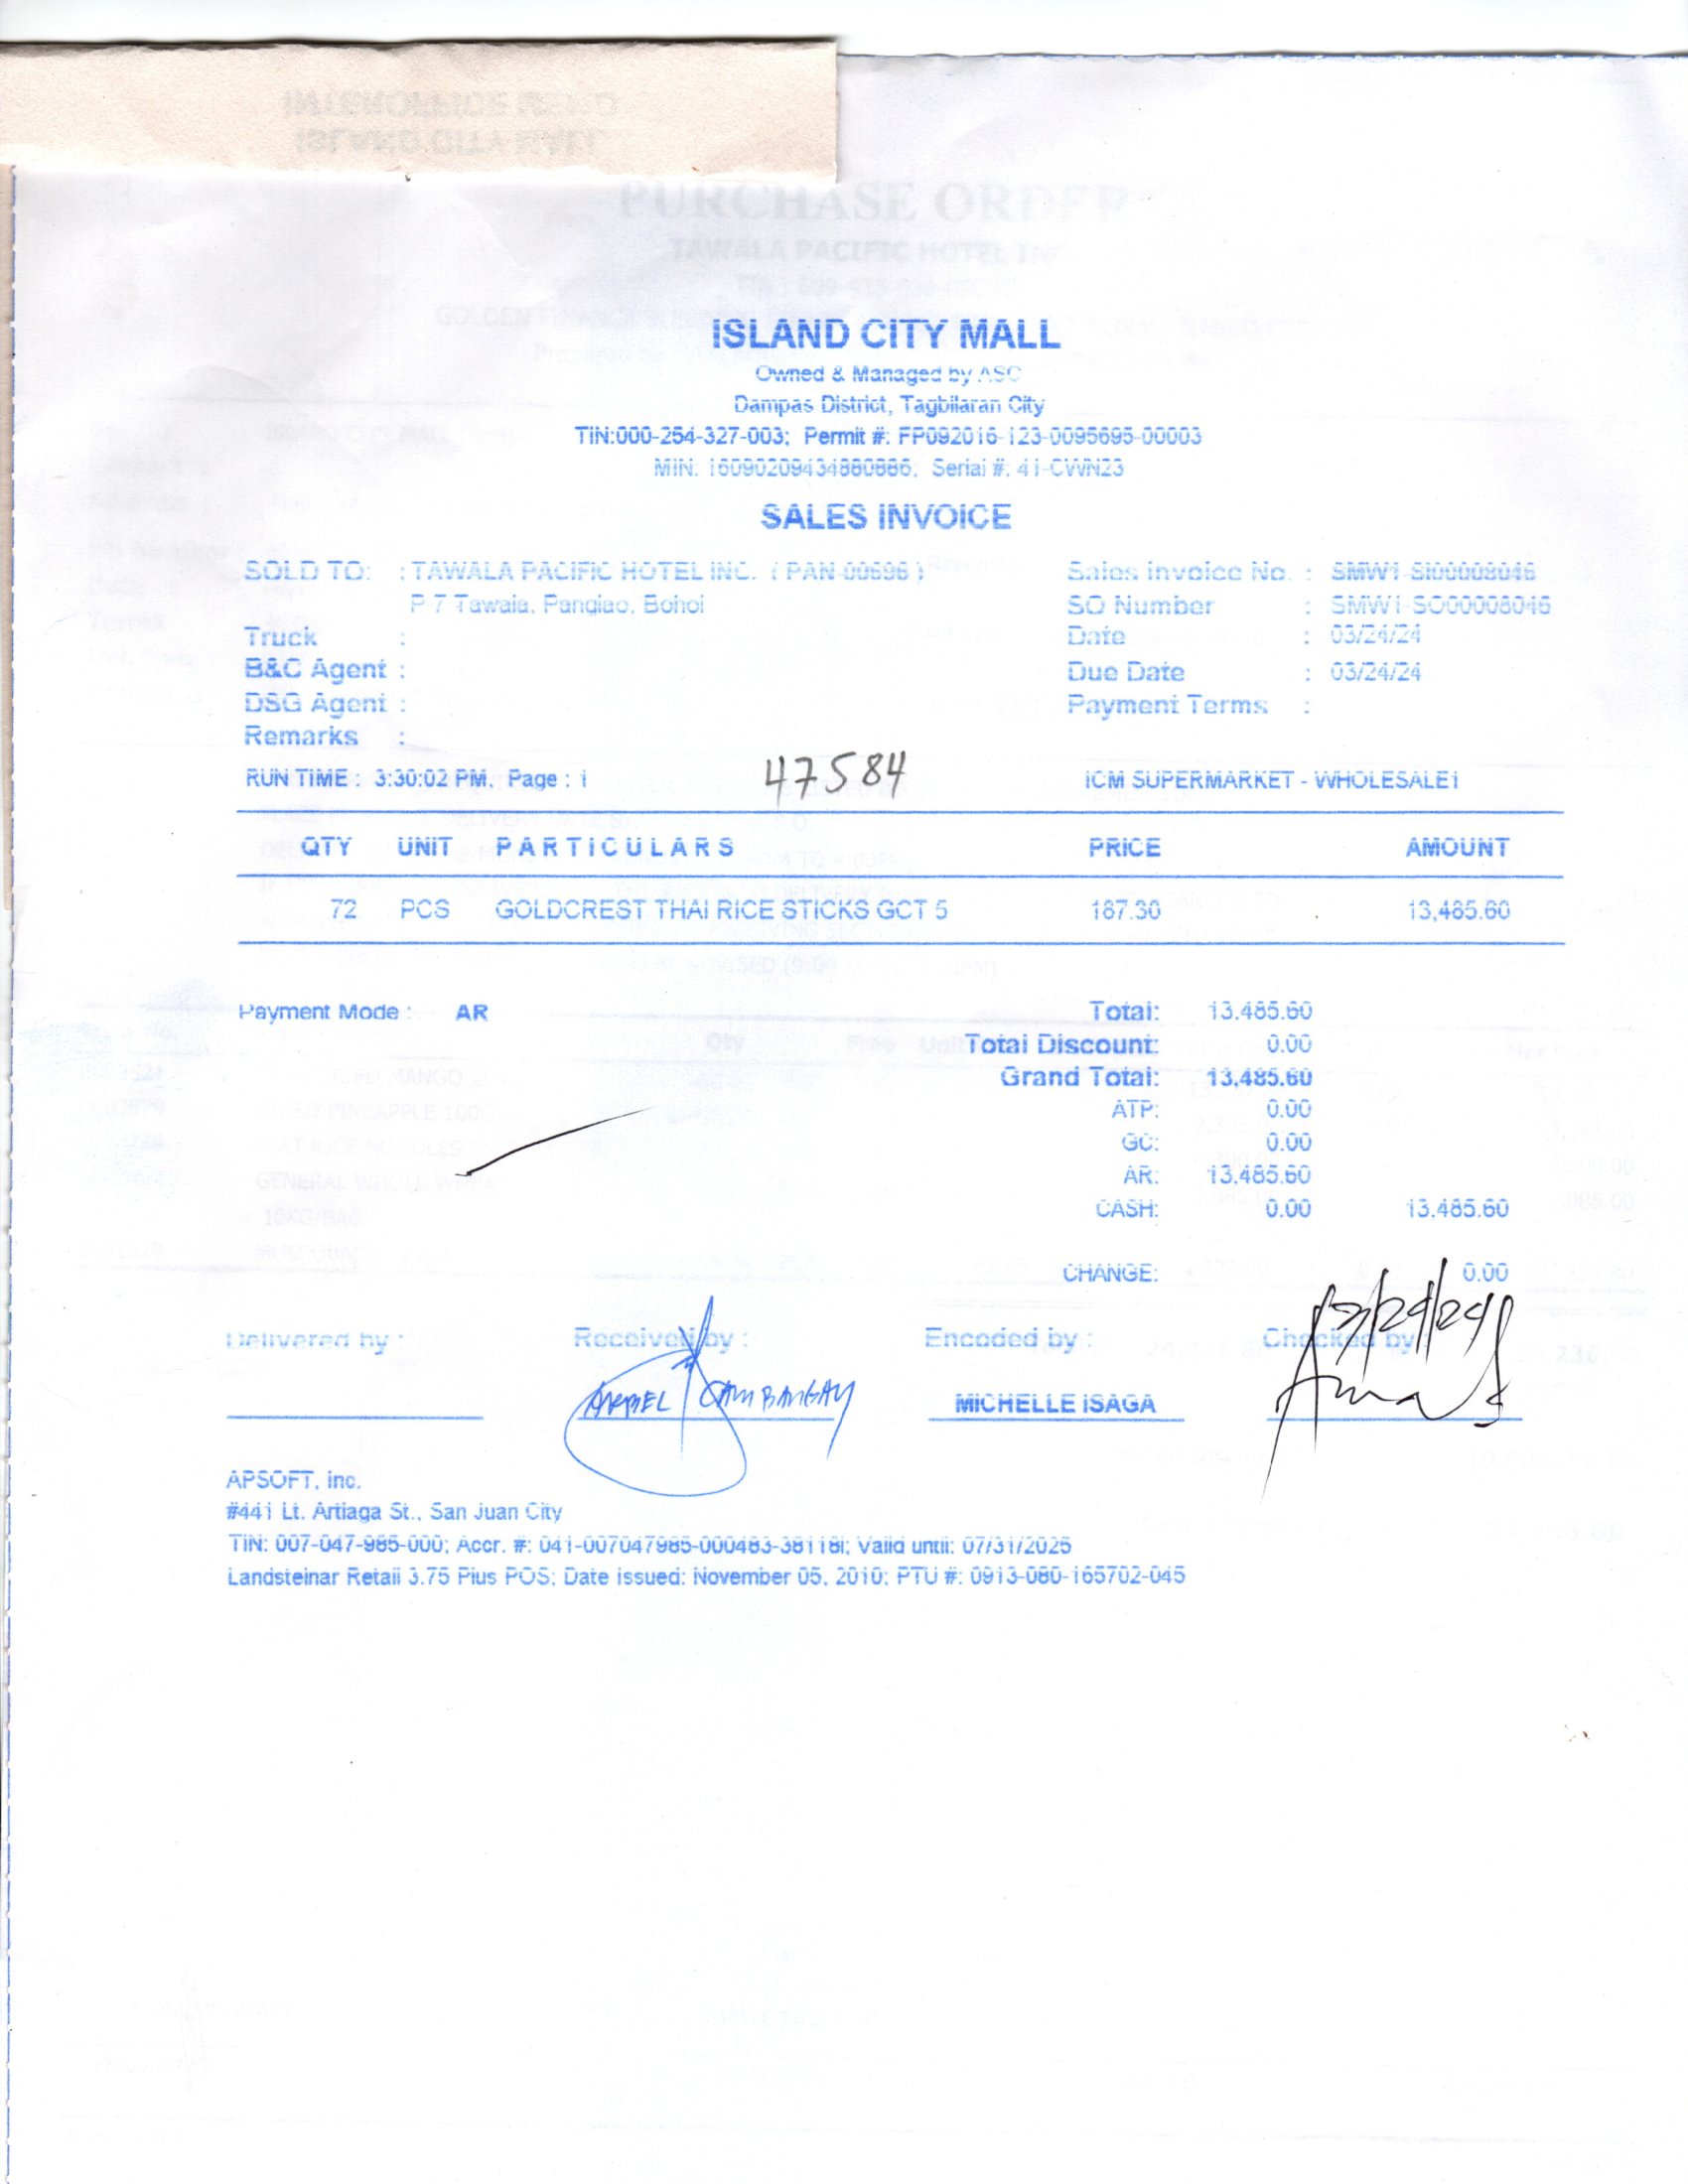 ISLAND CITY MALL
Owned & Managed by ASC
Dampas District, Tagbilaran City
TIN:000-254-327-003; Permit #: FP092016-123-0095695-00003
MIN: 16090209434880886; Serial #: 41-CWN23
SALES INVOICE
SOLD TO: : TAWALA PACIFIC HOTEL INC. ( PAN-00696 )
P-7 Tawala, Panglao, Bohol
Truck :
B&C Agent :
DSG Agent :
Remarks :
Sales Invoice No. : SMW1-SI00008046
SO Number : SMW1-SO00008046
Date : 03/24/24
Due Date : 03/24/24
Payment Terms :
RUN TIME : 3:30:02 PM, Page : 1
47584
ICM SUPERMARKET - WHOLESALE1
QTY UNIT PARTICULARS PRICE AMOUNT
72 PCS GOLDCREST THAI RICE STICKS GCT 5 187.30 13,485.60
Payment Mode : AR
Total: 13,485.60
Total Discount: 0.00
Grand Total: 13,485.60
ATP: 0.00
GC: 0.00
AR: 13,485.60
CASH: 0.00 13,485.60
CHANGE: 0.00
Delivered by : Received by : Encoded by : Checked by :
3/24/24
MICHELLE ISAGA
APSOFT, Inc.
#441 Lt. Artiaga St., San Juan City
TIN: 007-047-985-000; Accr. #: 041-007047985-000483-38118; Valid until: 07/31/2025
Landsteinar Retail 3.75 Plus POS; Date issued: November 05, 2010; PTU #: 0913-080-165702-045